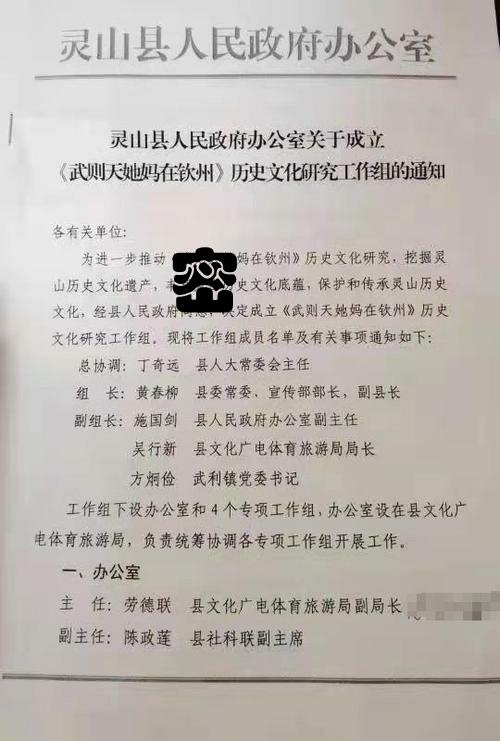 灵山县人民政府办公室
灵山县人民政府办公室关于成立
《武则天她妈在钦州》历史文化研究工作组的通知
各有关单位:
为进一步推动 妈在钦州》历史文化研究,挖掘灵
山历史文化遗产, 历史文化底蕴,保护和传承灵山历史
文化,经县人民政府 决定成立《武则天她妈在钦州》历史
文化研究工作组。现将工作组成员名单及有关事项通知如下:
总协调:丁奇远 县人大常委会主任
组 长:黄春柳 县委常委、宣传部部长,副县长
副组长:施国剑 县人民政府办公室副主任
吴行新 县文化广电体育旅游局局长
方炯俭 武利镇党委书记
工作组下设办公室和 4 个专项工作组,办公室设在县文化广
电体育旅游局,负责统筹协调各专项工作组开展工作。
一、办公室
主 任:劳德联 县文化广电体育旅游局副局长
副主任:陈政莲 县社科联副主席